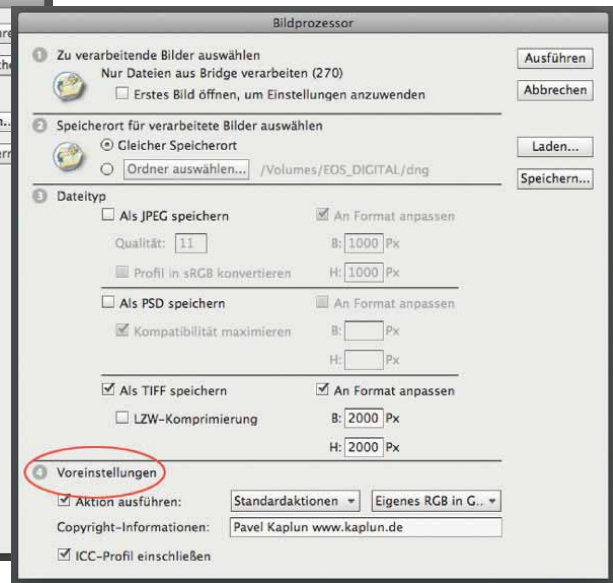 Bildprozessor
1 Zu verarbeitende Bilder auswählen
Nur Dateien aus Bridge verarbeiten (270)
Erstes Bild öffnen, um Einstellungen anzuwenden
Ausführen
Abbrechen
2 Speicherort für verarbeitete Bilder auswählen
Gleicher Speicherort
Ordner auswählen... /Volumes/EOS_DIGITAL/dng
Laden...
Speichern...
3 Dateityp
Als JPEG speichern An Format anpassen
Qualität: 11 B: 1000 Px
Profil in sRGB konvertieren H: 1000 Px
Als PSD speichern An Format anpassen
Kompatibilität maximieren B: Px
H: Px
Als TIFF speichern An Format anpassen
LZW-Komprimierung B: 2000 Px
H: 2000 Px
4 Voreinstellungen
Aktion ausführen: Standardaktionen Eigenes RGB in G..
Copyright-Informationen: Pavel Kaplun www.kaplun.de
ICC-Profil einschließen